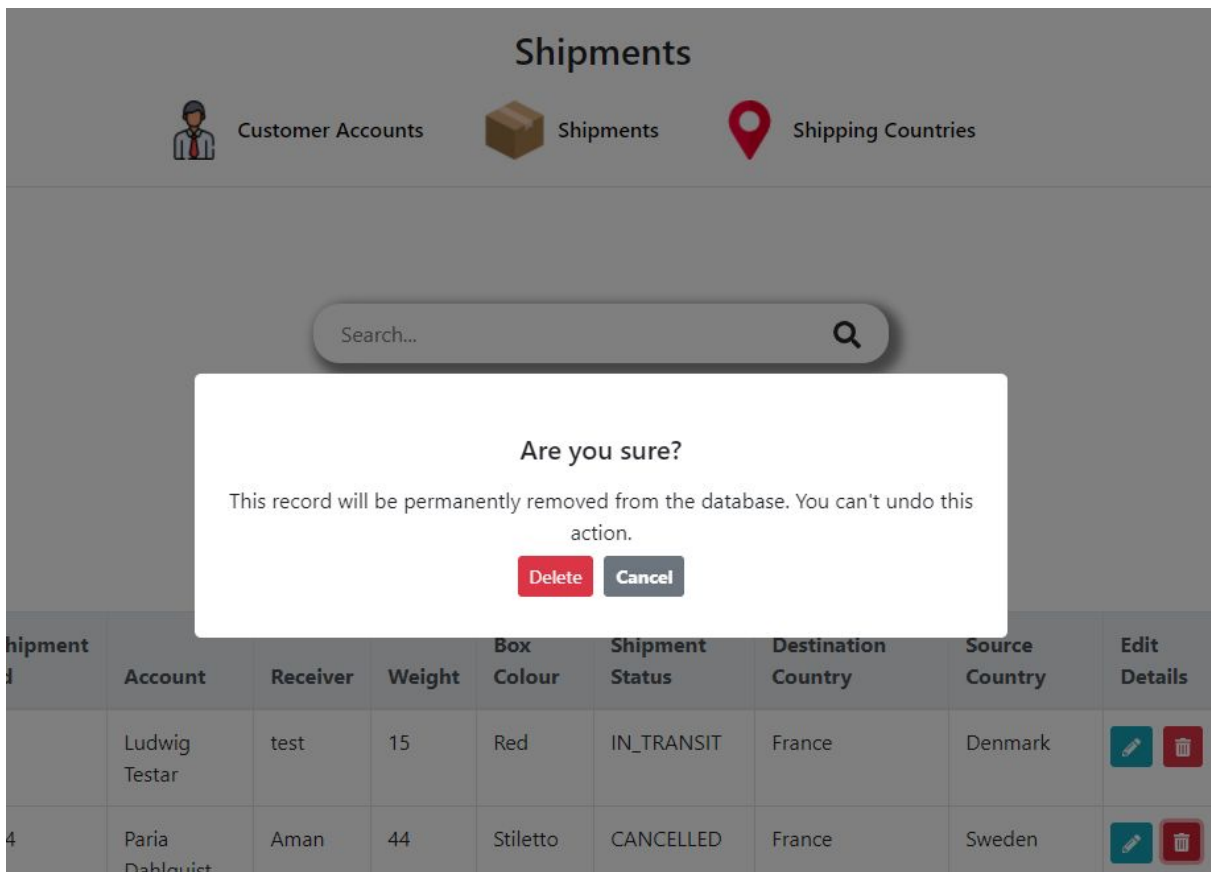 Shipments
Customer Accounts Shipments Shipping Countries
Search...
Are you sure?
This record will be permanently removed from the database. You can't undo this
action.
Delete Cancel
hipment Box Shipment Destination Source Edit
d Account Receiver Weight Colour Status Country Country Details
Ludwig test 15 Red IN_TRANSIT France Denmark
Testar
4 Paria Aman 44 Stiletto CANCELLED France Sweden
Dahlquist